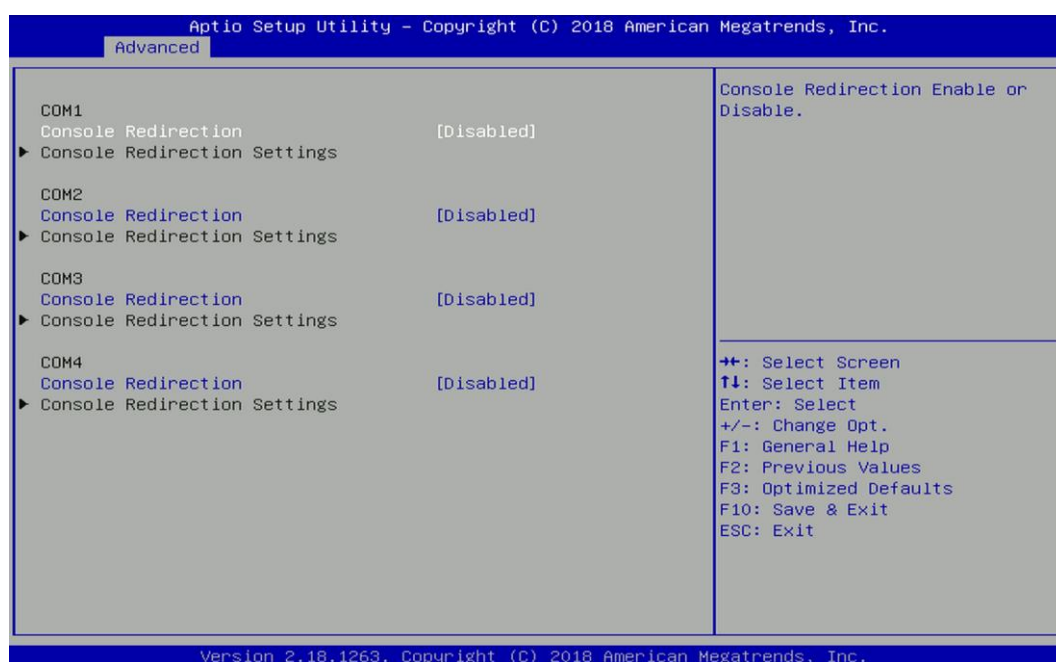 Aptio Setup Utility – Copyright (C) 2018 American Megatrends, Inc.
Advanced
COM1
Console Redirection [Disabled]
▶ Console Redirection Settings
COM2
Console Redirection [Disabled]
▶ Console Redirection Settings
COM3
Console Redirection [Disabled]
▶ Console Redirection Settings
COM4
Console Redirection [Disabled]
▶ Console Redirection Settings
Console Redirection Enable or
Disable.
→←: Select Screen
↑↓: Select Item
Enter: Select
+/-: Change Opt.
F1: General Help
F2: Previous Values
F3: Optimized Defaults
F10: Save & Exit
ESC: Exit
Version 2.18.1263. Copyright (C) 2018 American Megatrends, Inc.